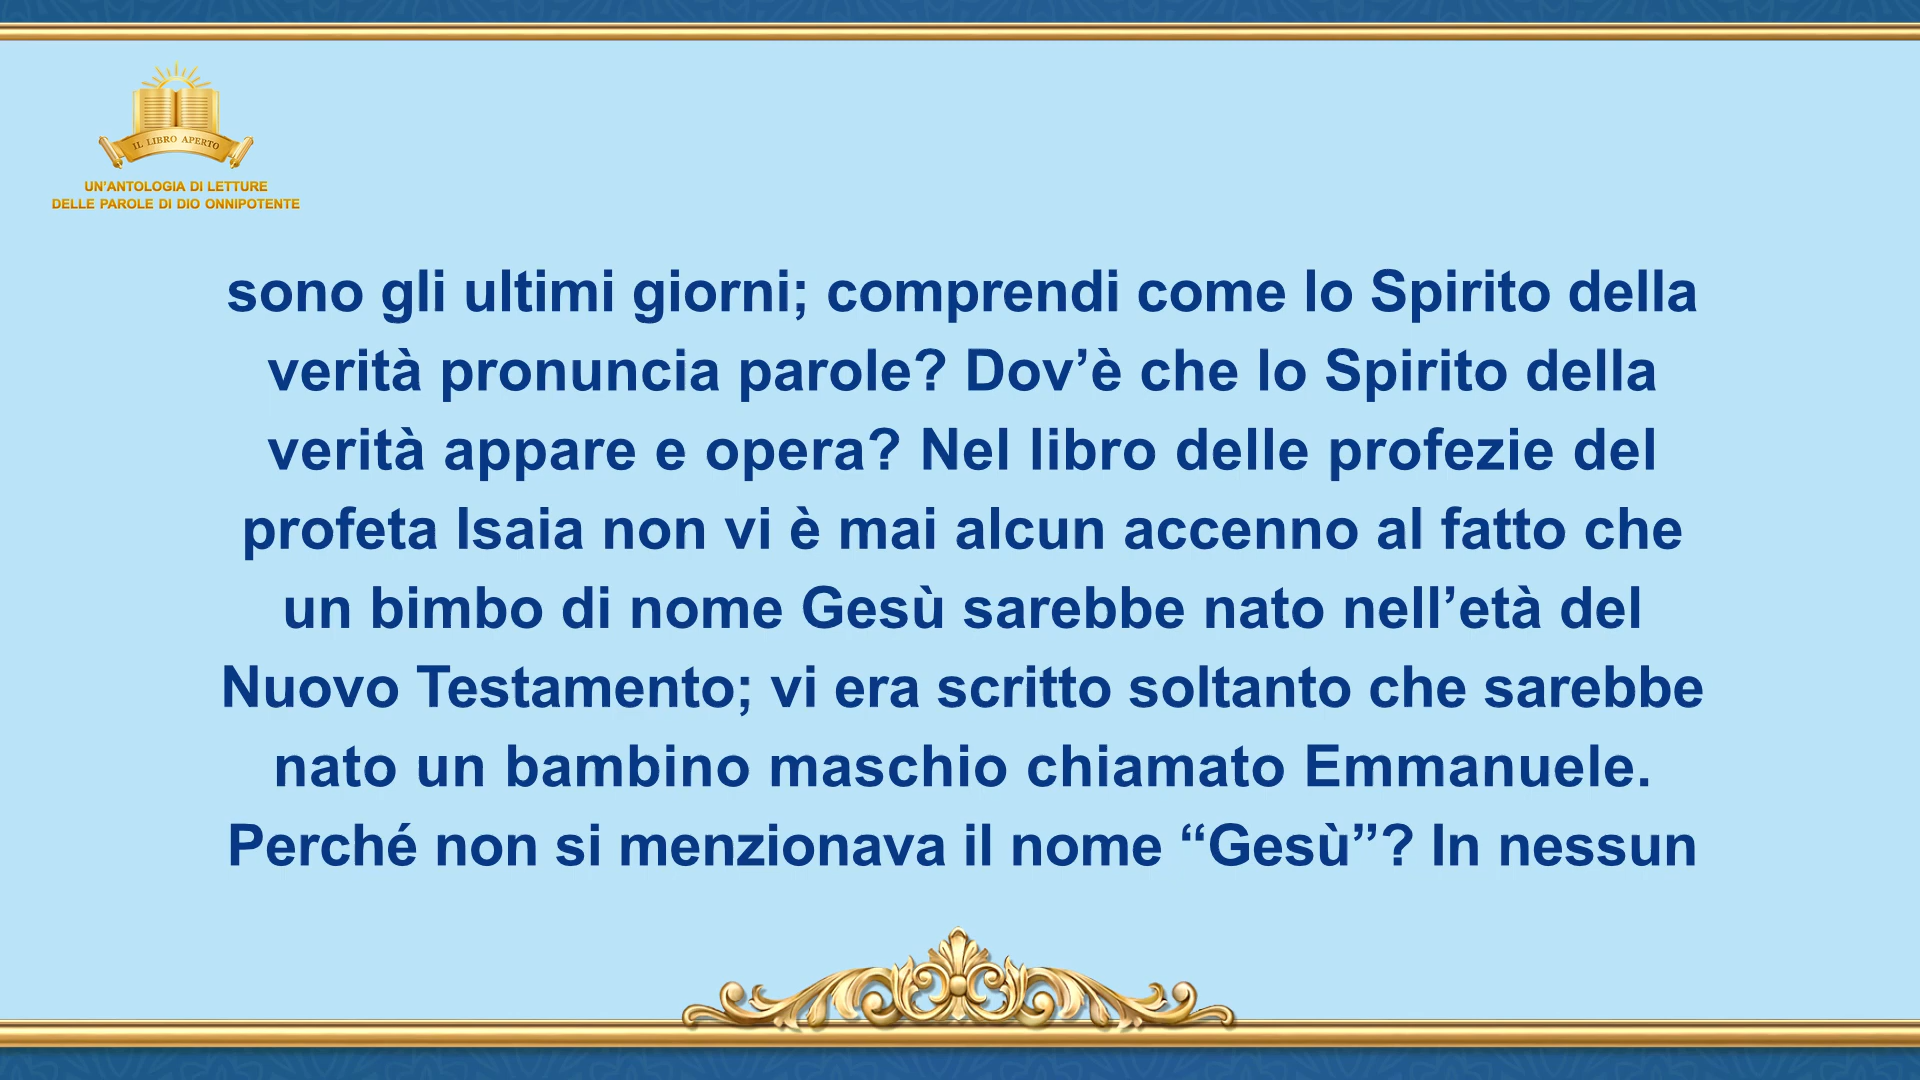 IL LIBRO APERTO
UN’ANTOLOGIA DI LETTURE
DELLE PAROLE DI DIO ONNIPOTENTE
sono gli ultimi giorni; comprendi come lo Spirito della
verità pronuncia parole? Dov’è che lo Spirito della
verità appare e opera? Nel libro delle profezie del
profeta Isaia non vi è mai alcun accenno al fatto che
un bimbo di nome Gesù sarebbe nato nell’età del
Nuovo Testamento; vi era scritto soltanto che sarebbe
nato un bambino maschio chiamato Emmanuele.
Perché non si menzionava il nome “Gesù”? In nessun